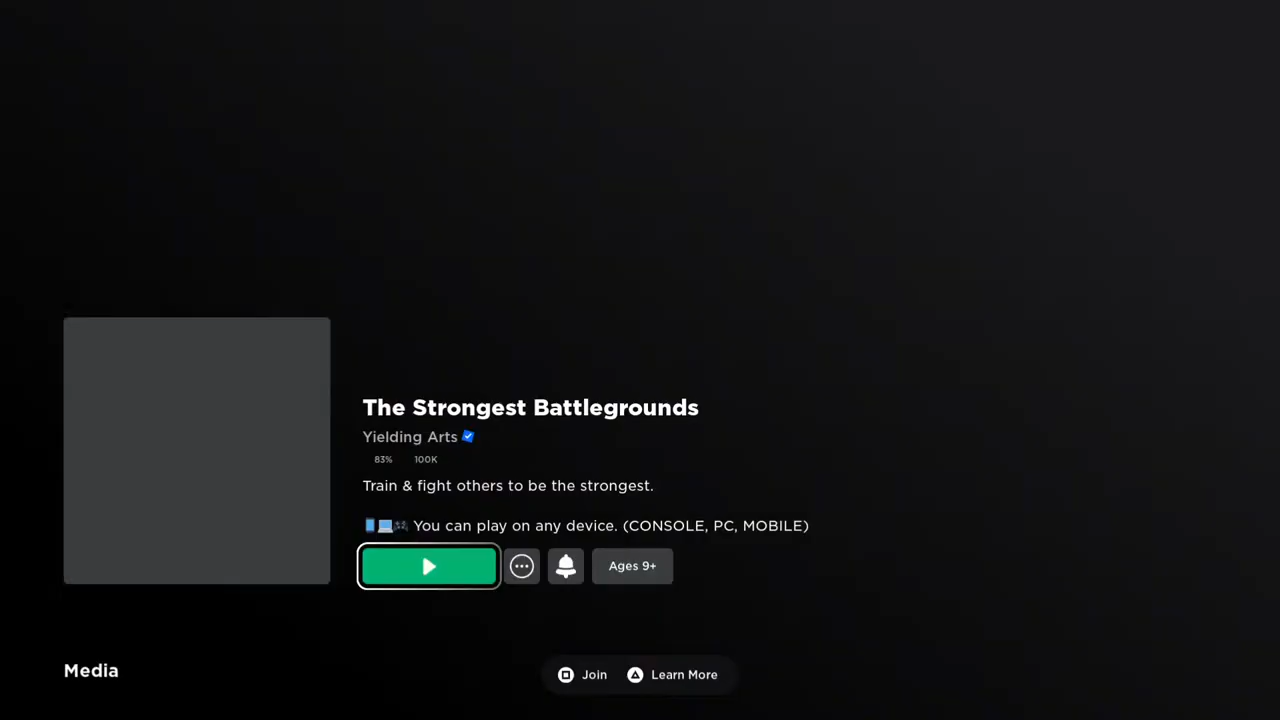 The Strongest Battlegrounds
Yielding Arts
83% 100K
Train & fight others to be the strongest.
📱💻🎮 You can play on any device. (CONSOLE, PC, MOBILE)
Ages 9+
Media
Join Learn More